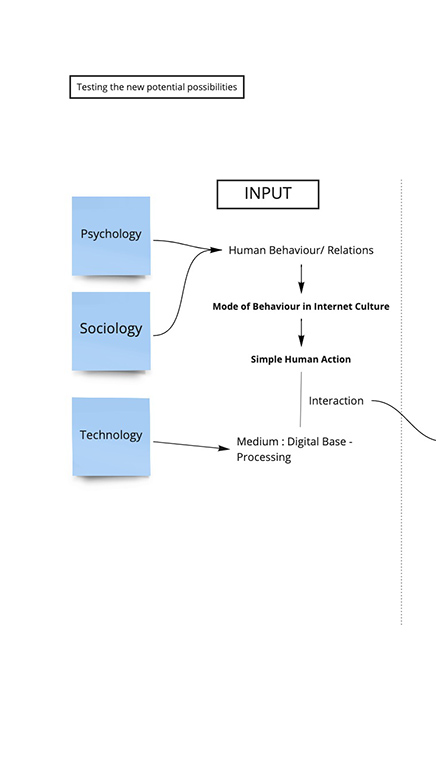 Testing the new potential possibilities
INPUT
Psychology
Human Behaviour/ Relations
Mode of Behaviour in Internet Culture
Sociology
Simple Human Action
Interaction
Technology
Medium : Digital Base -
Processing